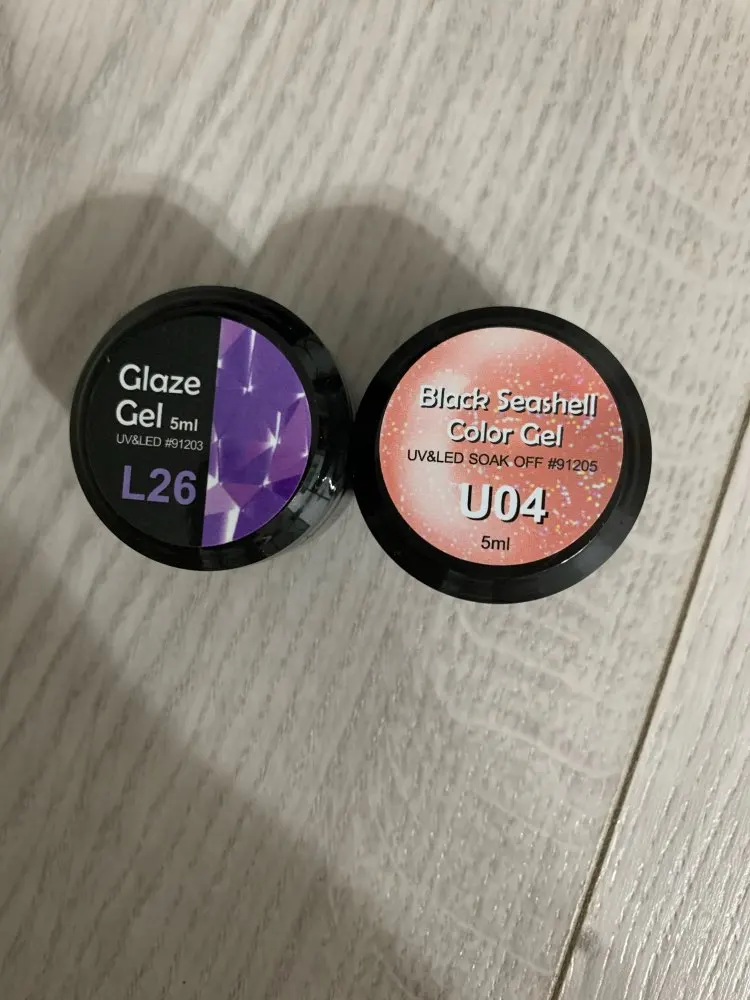 Glaze
Gel 5ml
UV&LED #91203
L26
Black Seashell
Color Gel
UV&LED SOAK OFF #91205
U04
5ml